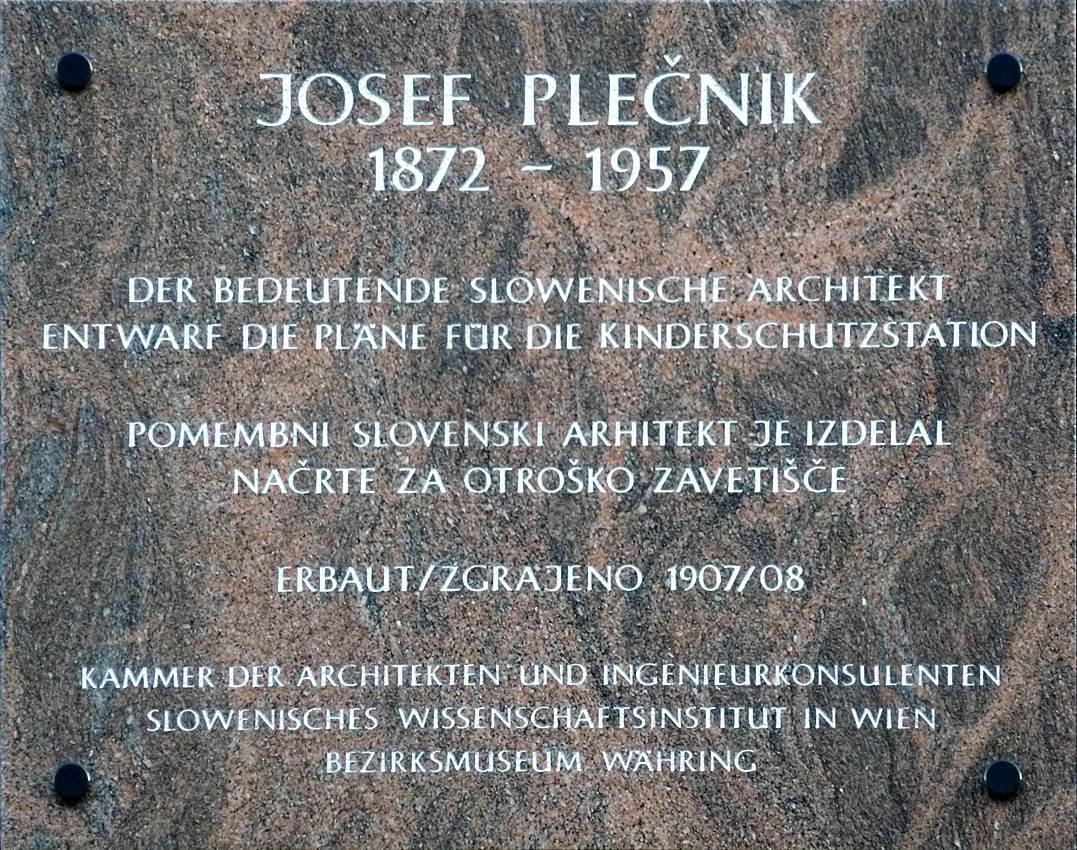 JOSEF PLEČNIK
1872 – 1957
DER BEDEUTENDE SLOWENISCHE ARCHITEKT
ENTWARF DIE PLÄNE FÜR DIE KINDERSCHUTZSTATION
POMEMBNI SLOVENSKI ARHITEKT JE IZDELAL
NAČRTE ZA OTROŠKO ZAVETIŠČE
ERBAUT/ZGRAJENO 1907/08
KAMMER DER ARCHITEKTEN UND INGENIEURKONSULENTEN
SLOWENISCHES WISSENSCHAFTSINSTITUT IN WIEN
BEZIRKSMUSEUM WÄHRING